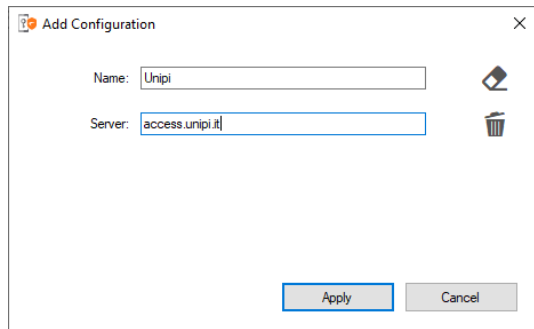 Add Configuration
Name: Unipi
Server: access.unipi.it
Apply Cancel